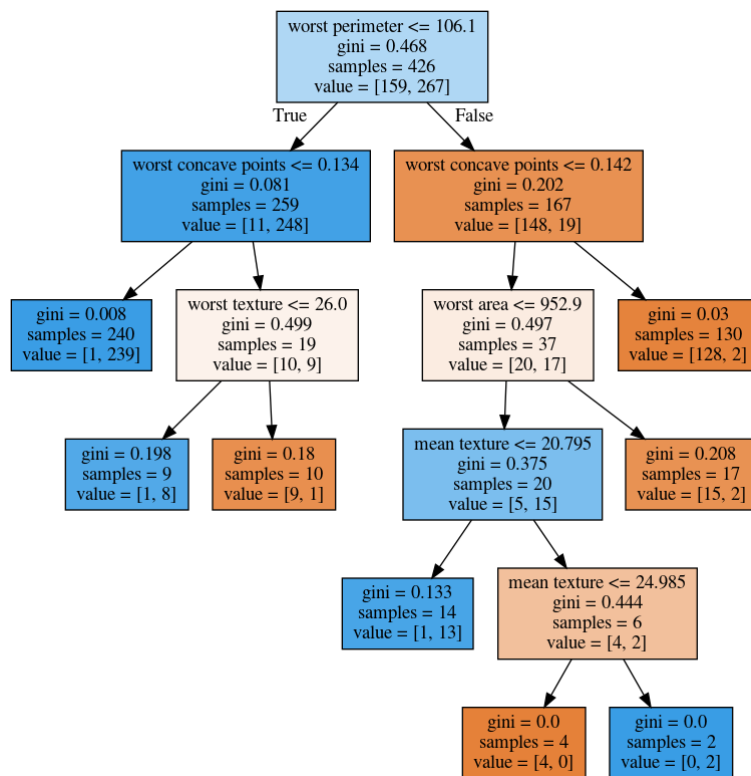 worst perimeter <= 106.1
gini = 0.468
samples = 426
value = [159, 267]
True
False
worst concave points <= 0.134
gini = 0.081
samples = 259
value = [11, 248]
worst concave points <= 0.142
gini = 0.202
samples = 167
value = [148, 19]
gini = 0.008
samples = 240
value = [1, 239]
worst texture <= 26.0
gini = 0.499
samples = 19
value = [10, 9]
worst area <= 952.9
gini = 0.497
samples = 37
value = [20, 17]
gini = 0.03
samples = 130
value = [128, 2]
gini = 0.198
samples = 9
value = [1, 8]
gini = 0.18
samples = 10
value = [9, 1]
mean texture <= 20.795
gini = 0.375
samples = 20
value = [5, 15]
gini = 0.208
samples = 17
value = [15, 2]
gini = 0.133
samples = 14
value = [1, 13]
mean texture <= 24.985
gini = 0.444
samples = 6
value = [4, 2]
gini = 0.0
samples = 4
value = [4, 0]
gini = 0.0
samples = 2
value = [0, 2]